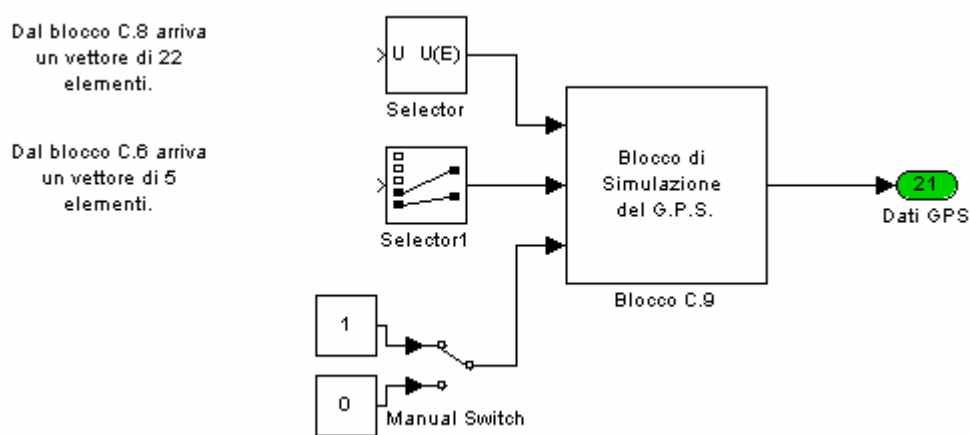 Dal blocco C.8 arriva
un vettore di 22
elementi.
U U(E)
Selector
Dal blocco C.6 arriva
un vettore di 5
elementi.
Selector1
Blocco di
Simulazione
del G.P.S.
Blocco C.9
21
Dati GPS
1
0
Manual Switch